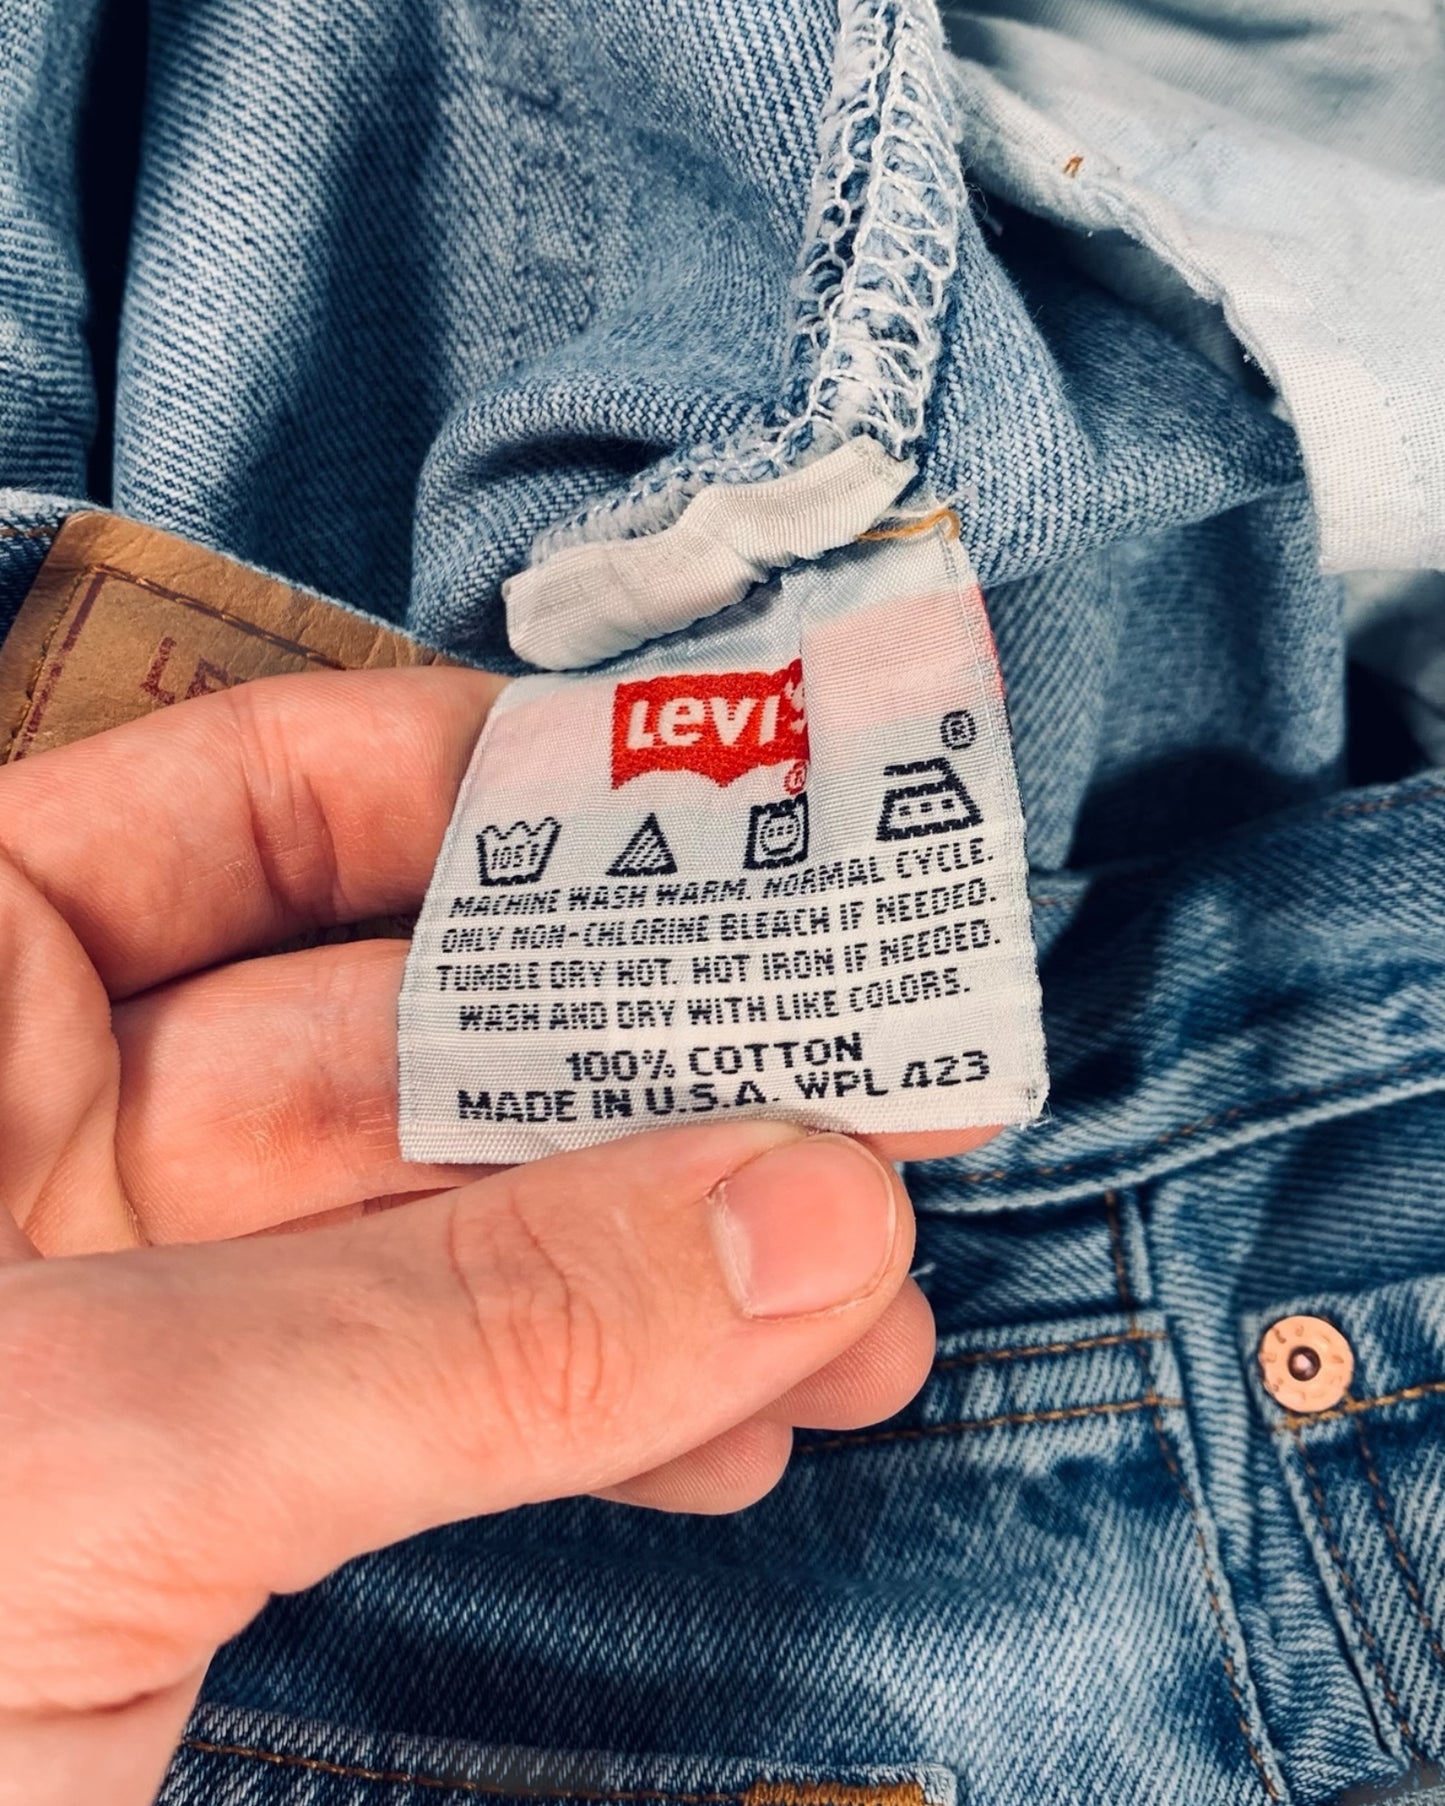 Levi's
®
®
105°F
MACHINE WASH WARM. NORMAL CYCLE.
ONLY NON-CHLORINE BLEACH IF NEEDED.
TUMBLE DRY HOT. HOT IRON IF NEEDED.
WASH AND DRY WITH LIKE COLORS.
100% COTTON
MADE IN U.S.A. WPL 423